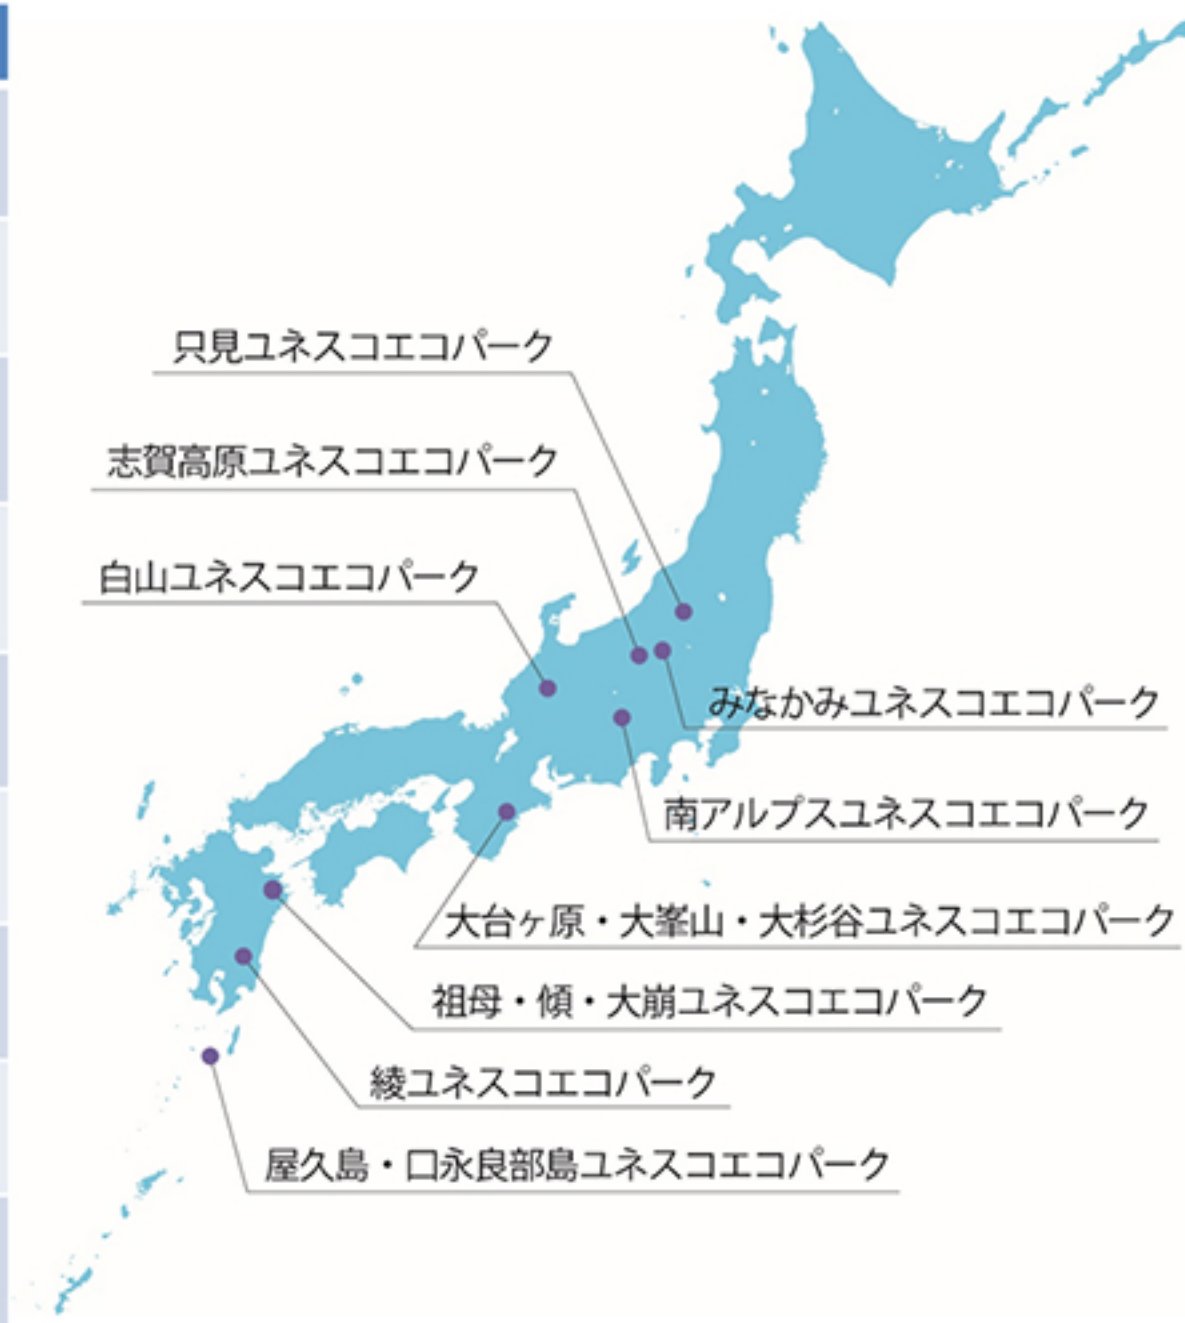 只見ユネスコエコパーク
志賀高原ユネスコエコパーク
白山ユネスコエコパーク
みなかみユネスコエコパーク
南アルプスユネスコエコパーク
大台ヶ原・大峯山・大杉谷ユネスコエコパーク
祖母・傾・大崩ユネスコエコパーク
綾ユネスコエコパーク
屋久島・口永良部島ユネスコエコパーク